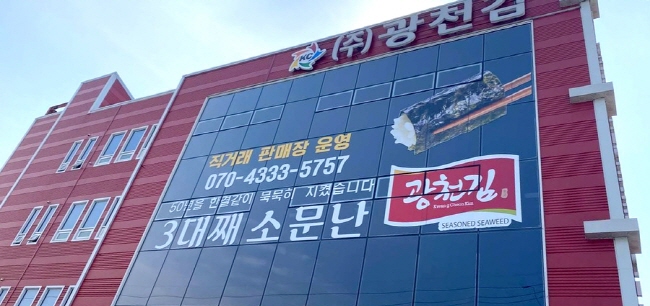 KC
(주)광천김
직거래 판매장 운영
070-4333-5757
50년을 한결같이 묵묵히 지켰습니다
3대째 소문난
광천김
SEASONED SEAWEED